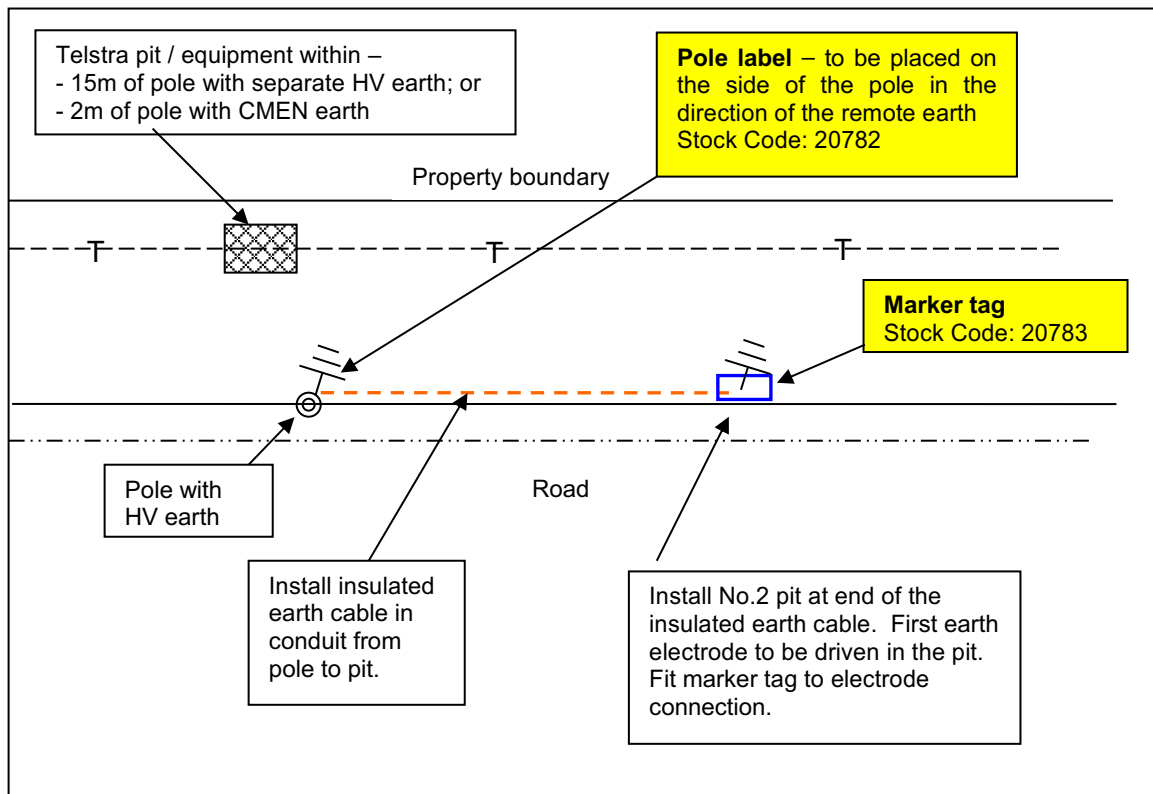 Telstra pit / equipment within –
- 15m of pole with separate HV earth; or
- 2m of pole with CMEN earth
Pole label – to be placed on
the side of the pole in the
direction of the remote earth
Stock Code: 20782
Property boundary
T
T
T
Marker tag
Stock Code: 20783
Pole with
HV earth
Road
Install insulated
earth cable in
conduit from
pole to pit.
Install No.2 pit at end of the
insulated earth cable.  First earth
electrode to be driven in the pit.
Fit marker tag to electrode
connection.